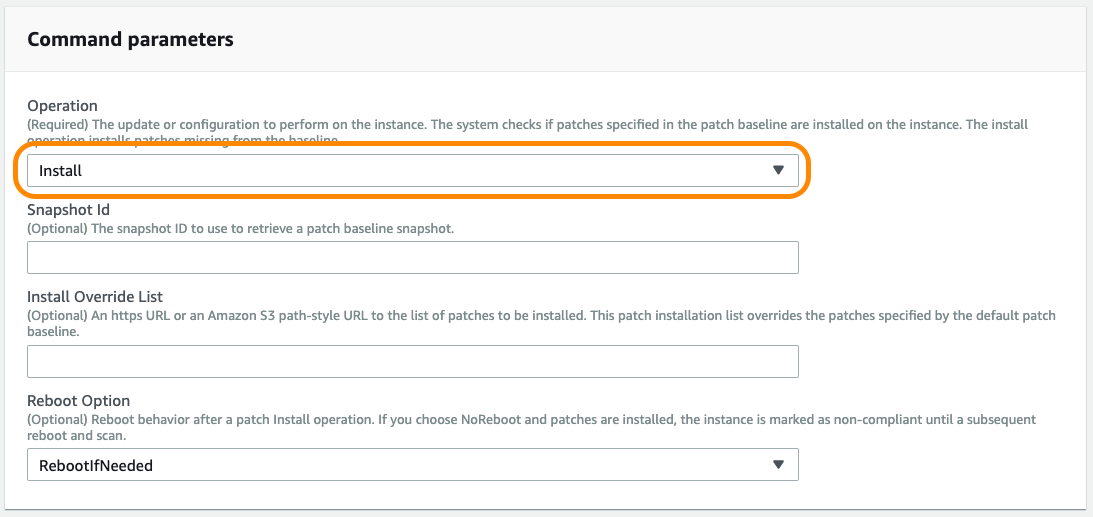 Command parameters
Operation
(Required) The update or configuration to perform on the instance. The system checks if patches specified in the patch baseline are installed on the instance. The install
operation installs patches missing from the baseline.
Install
Snapshot Id
(Optional) The snapshot ID to use to retrieve a patch baseline snapshot.
Install Override List
(Optional) An https URL or an Amazon S3 path-style URL to the list of patches to be installed. This patch installation list overrides the patches specified by the default patch
baseline.
Reboot Option
(Optional) Reboot behavior after a patch Install operation. If you choose NoReboot and patches are installed, the instance is marked as non-compliant until a subsequent
reboot and scan.
RebootIfNeeded